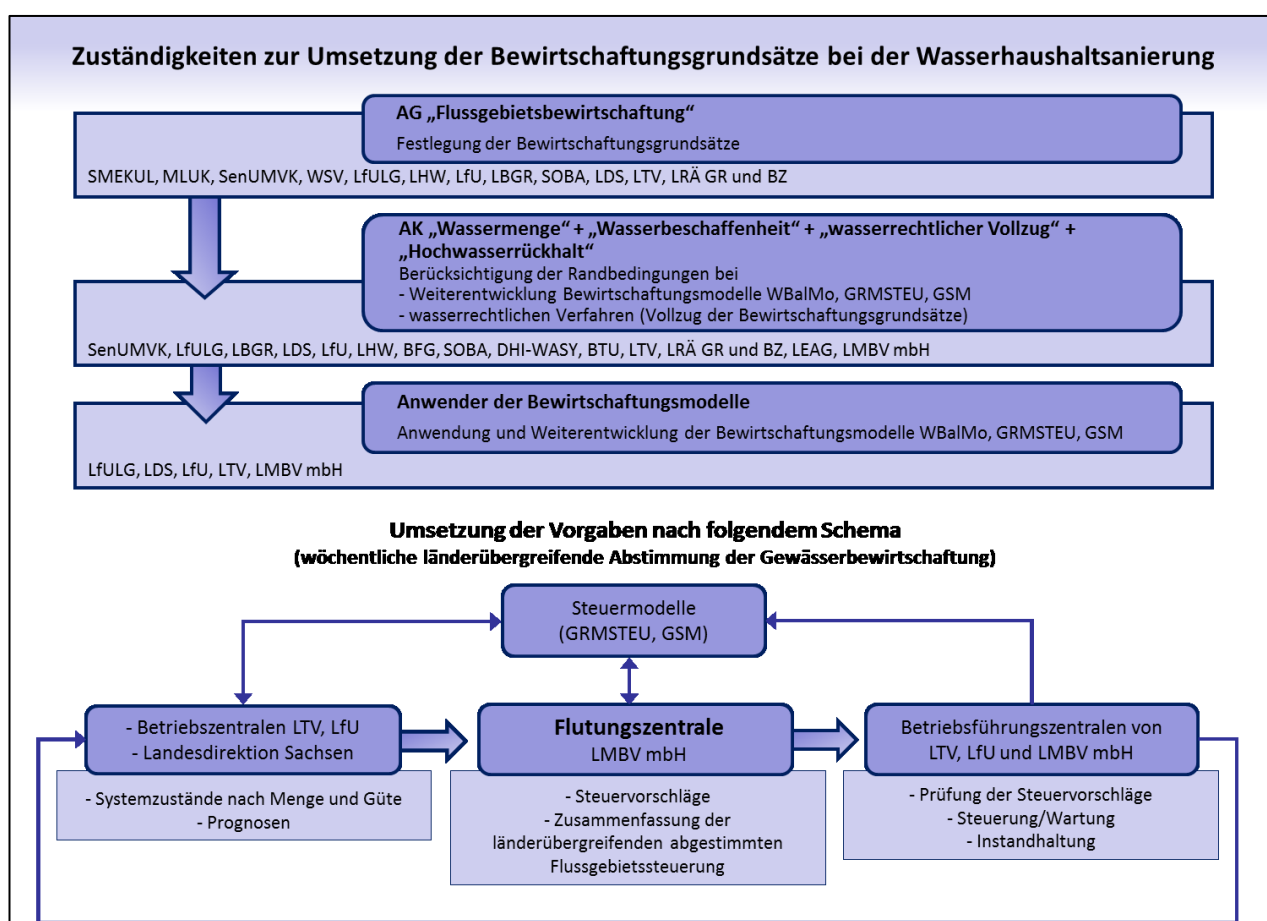 Zuständigkeiten zur Umsetzung der Bewirtschaftungsgrundsätze bei der Wasserhaushaltsanierung
AG „Flussgebietsbewirtschaftung“
Festlegung der Bewirtschaftungsgrundsätze
SMEKUL, MLUK, SenUMVK, WSV, LfULG, LHW, LfU, LBGR, SOBA, LDS, LTV, LRÄ GR und BZ
AK „Wassermenge“ + „Wasserbeschaffenheit“ + „wasserrechtlicher Vollzug“ +
„Hochwasserrückhalt“
Berücksichtigung der Randbedingungen bei
- Weiterentwicklung Bewirtschaftungsmodelle WBalMo, GRMSTEU, GSM
- wasserrechtlichen Verfahren (Vollzug der Bewirtschaftungsgrundsätze)
SenUMVK, LfULG, LBGR, LDS, LfU, LHW, BFG, SOBA, DHI-WASY, BTU, LTV, LRÄ GR und BZ, LEAG, LMBV mbH
Anwender der Bewirtschaftungsmodelle
Anwendung und Weiterentwicklung der Bewirtschaftungsmodelle WBalMo, GRMSTEU, GSM
LfULG, LDS, LfU, LTV, LMBV mbH
Umsetzung der Vorgaben nach folgendem Schema
(wöchentliche länderübergreifende Abstimmung der Gewässerbewirtschaftung)
Steuermodelle
(GRMSTEU, GSM)
- Betriebszentralen LTV, LfU
- Landesdirektion Sachsen
- Systemzustände nach Menge und Güte
- Prognosen
Flutungszentrale
LMBV mbH
- Steuervorschläge
- Zusammenfassung der
länderübergreifenden abgestimmten
Flussgebietssteuerung
Betriebsführungszentralen von
LTV, LfU und LMBV mbH
- Prüfung der Steuervorschläge
- Steuerung/Wartung
- Instandhaltung